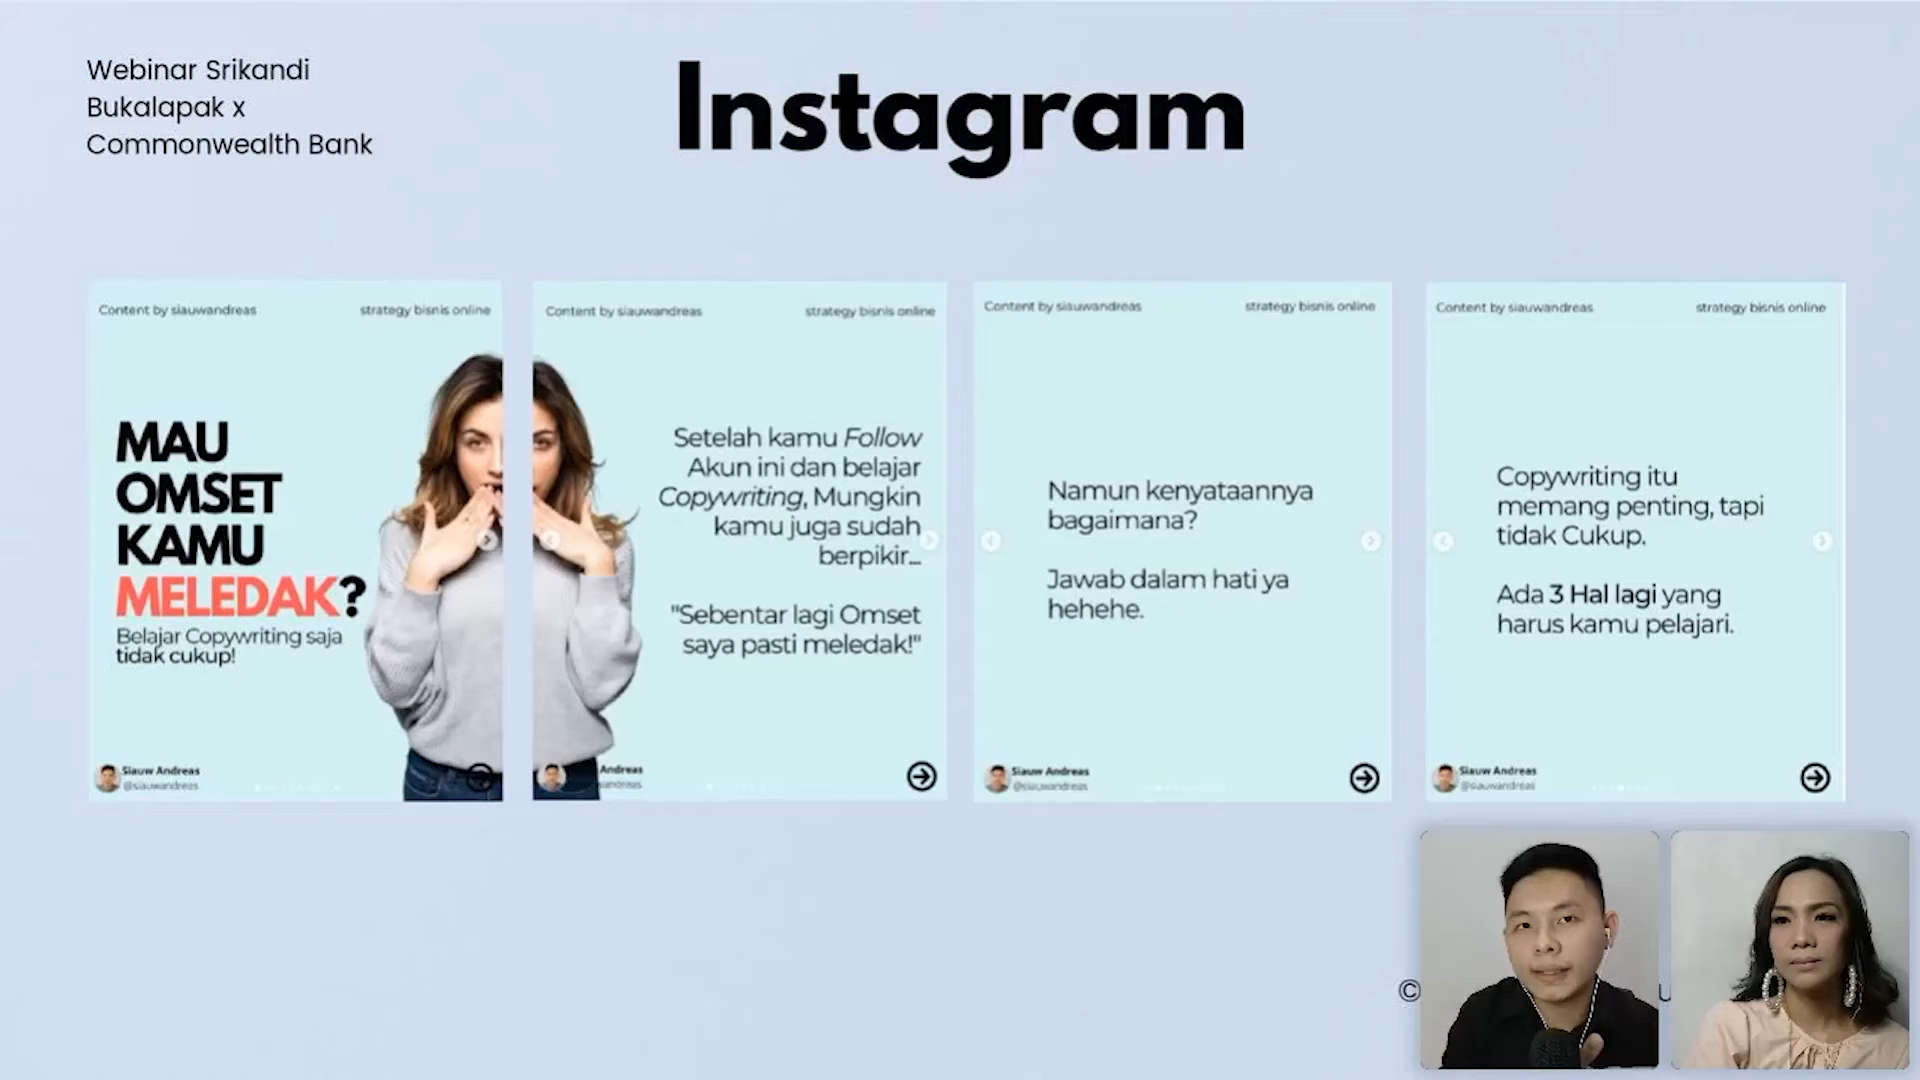 Webinar Srikandi
Bukalapak x
Commonwealth Bank
Instagram
Content by siauwandreas
strategy bisnis online
MAU
OMSET
KAMU
MELEDAK?
Belajar Copywriting saja
tidak cukup!
Siauw Andreas
@siauwandreas
Content by siauwandreas
strategy bisnis online
Setelah kamu Follow
Akun ini dan belajar
Copywriting, Mungkin
kamu juga sudah
berpikir...
"Sebentar lagi Omset
saya pasti meledak!"
Andreas
Content by siauwandreas
strategy bisnis online
Namun kenyataannya
bagaimana?
Jawab dalam hati ya
hehehe.
Siauw Andreas
@siauwandreas
Content by siauwandreas
strategy bisnis online
Copywriting itu
memang penting, tapi
tidak Cukup.
Ada 3 Hal lagi yang
harus kamu pelajari.
Siauw Andreas
@siauwandreas
©